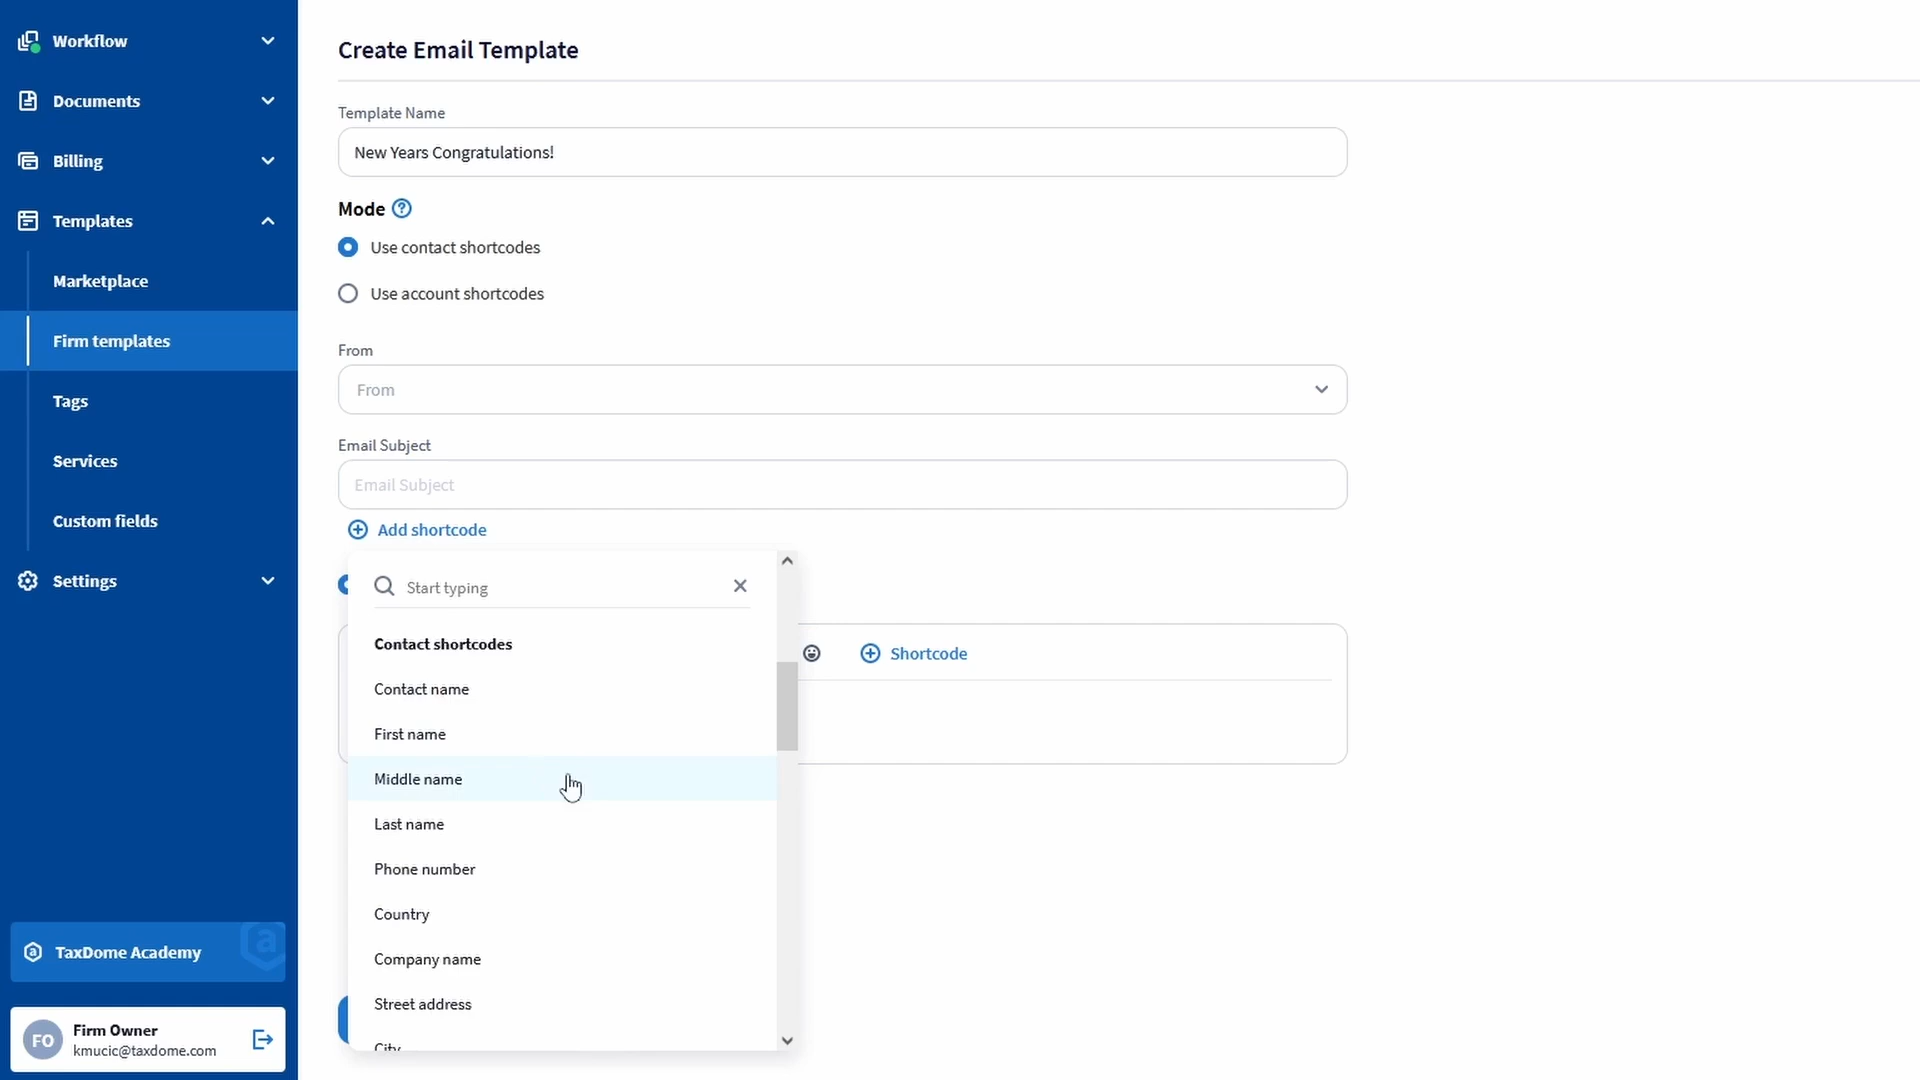 Workflow
Documents
Billing
Templates
Marketplace
Firm templates
Tags
Services
Custom fields
Settings
TaxDome Academy
FO
Firm Owner
kmucic@taxdome.com
Create Email Template
Template Name
New Years Congratulations!
Mode
Use contact shortcodes
Use account shortcodes
From
From
Email Subject
Email Subject
Add shortcode
Start typing
Contact shortcodes
Contact name
First name
Middle name
Last name
Phone number
Country
Company name
Street address
City
Shortcode